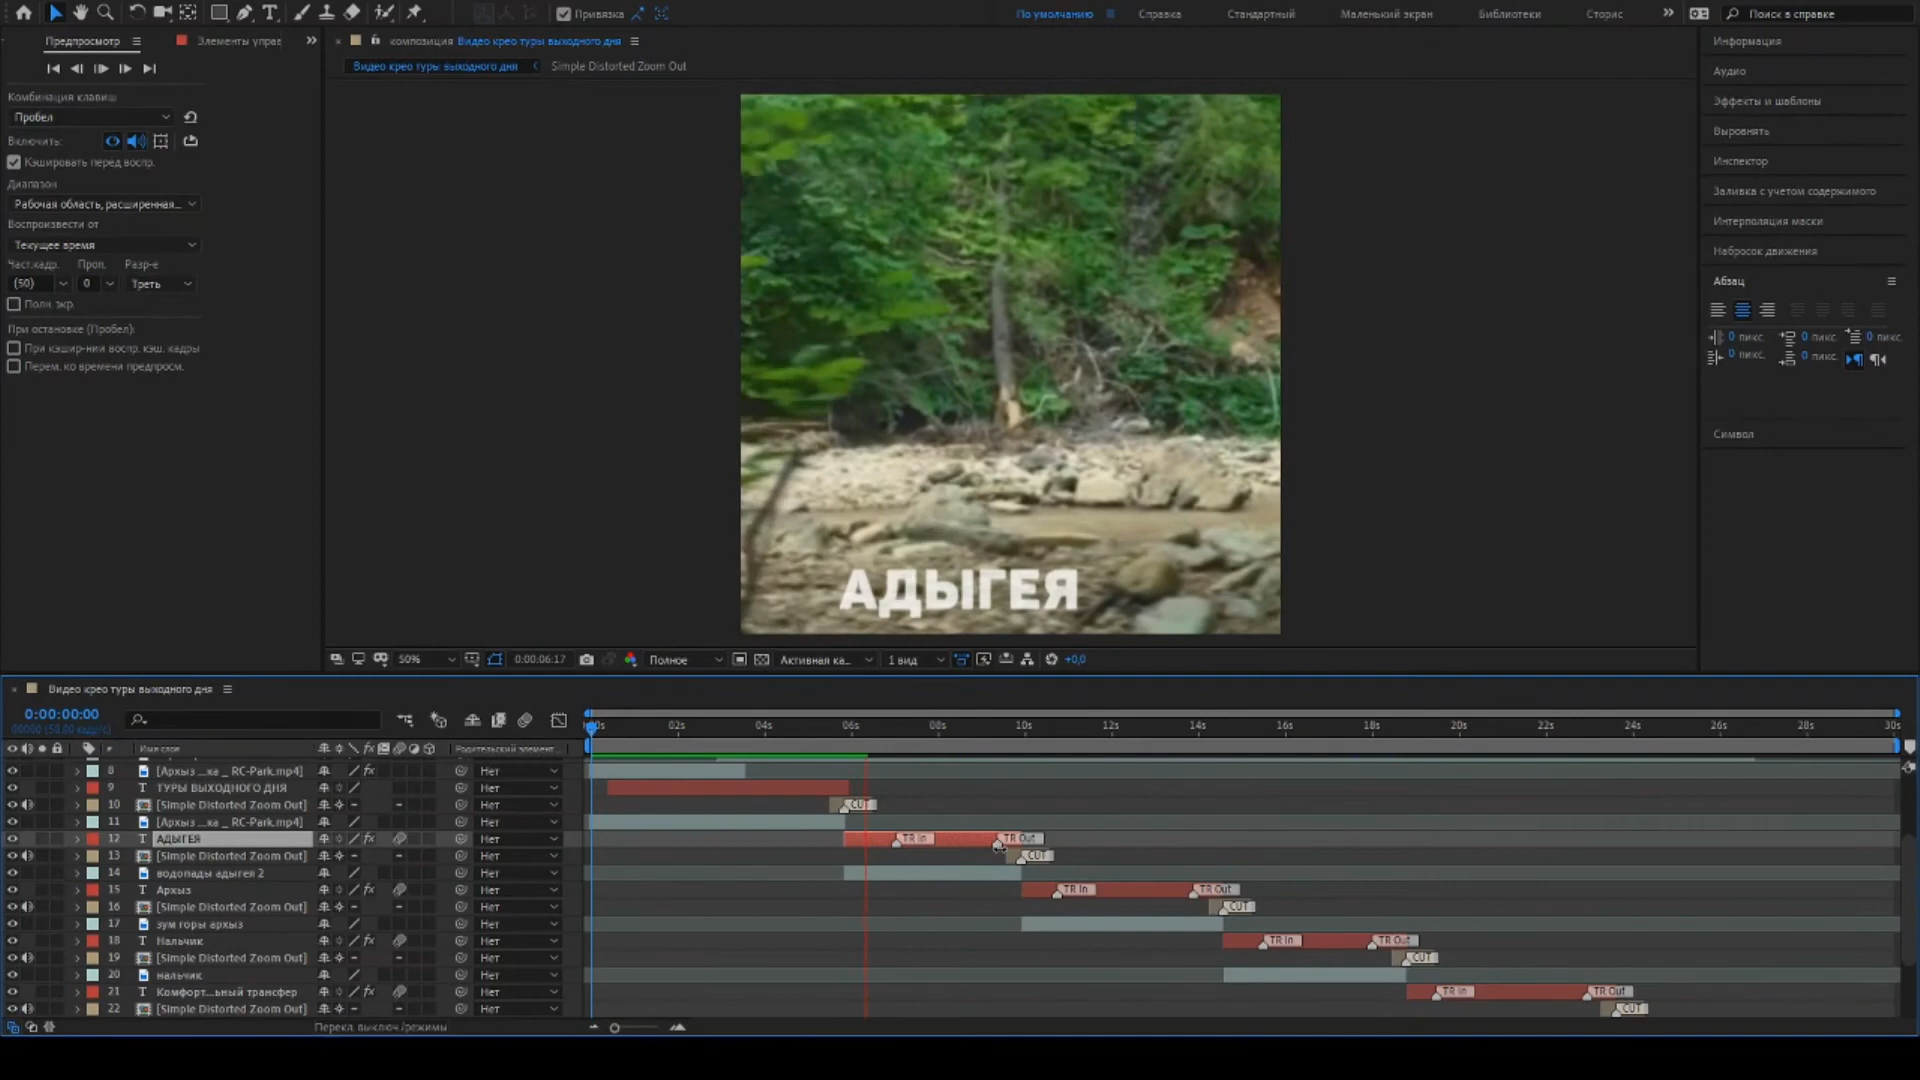 Привязка
По умолчанию
Справка
Стандартный
Маленький экран
Библиотеки
Сторис
Поиск в справке
Предпросмотр
Элементы управ
композиция Видео крео туры выходного дня
Видео крео туры выходного дня
Simple Distorted Zoom Out
Комбинация клавиш
Пробел
Включить:
Кэшировать перед воспр.
Диапазон
Рабочая область, расширенная...
Воспроизвести от
Текущее время
Част.кадр. Проп. Разр-е
(50) 0 Треть
Полн. экр.
При остановке (Пробел):
При кэшир-нии воспр. кэш. кадры
Перем. ко времени предпросм.
АДЫГЕЯ
Информация
Аудио
Эффекты и шаблоны
Выровнять
Инспектор
Заливка с учетом содержимого
Интерполяция маски
Набросок движения
Абзац
0 пикс. 0 пикс. 0 пикс.
0 пикс. 0 пикс.
Символ
50% 0:00:06:17 Полное Активная ка... 1 вид +0,0
Видео крео туры выходного дня
0:00:00:00
02s 04s 06s 08s 10s 12s 14s 16s 18s 20s 22s 24s 26s 28s 30s
# Имя слоя Родительский элемент...
8 [Архыз ...ка _ RC-Park.mp4] Нет
9 ТУРЫ ВЫХОДНОГО ДНЯ Нет
10 [Simple Distorted Zoom Out] Нет CUT
11 [Архыз ...ка _ RC-Park.mp4] Нет
12 АДЫГЕЯ Нет TR In TR Out
13 [Simple Distorted Zoom Out] Нет CUT
14 водопады адыгея 2 Нет
15 Архыз Нет TR In TR Out
16 [Simple Distorted Zoom Out] Нет CUT
17 зум горы архыз Нет
18 Нальчик Нет TR In TR Out
19 [Simple Distorted Zoom Out] Нет CUT
20 нальчик Нет
21 Комфорт...ьный трансфер Нет TR In TR Out
22 [Simple Distorted Zoom Out] Нет CUT
Перекл. выключ./режимы